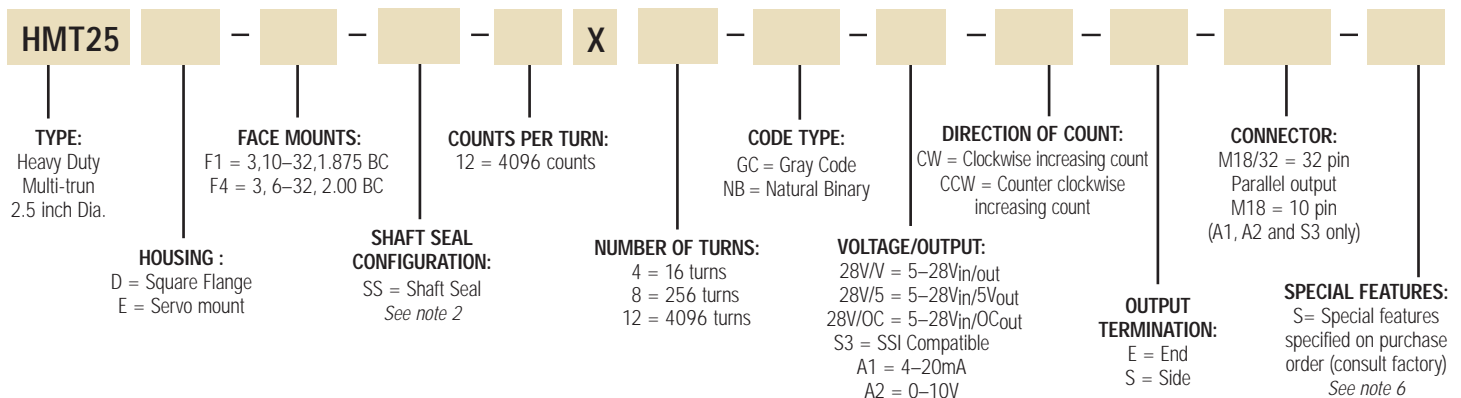 HMT25 – – – X – – – – – –
TYPE:
Heavy Duty
Multi-trun
2.5 inch Dia.
HOUSING :
D = Square Flange
E = Servo mount
FACE MOUNTS:
F1 = 3,10–32,1.875 BC
F4 = 3, 6–32, 2.00 BC
SHAFT SEAL
CONFIGURATION:
SS = Shaft Seal
See note 2
COUNTS PER TURN:
12 = 4096 counts
NUMBER OF TURNS:
4 = 16 turns
8 = 256 turns
12 = 4096 turns
CODE TYPE:
GC = Gray Code
NB = Natural Binary
VOLTAGE/OUTPUT:
28V/V = 5–28Vin/out
28V/5 = 5–28Vin/5Vout
28V/OC = 5–28Vin/OCout
S3 = SSI Compatible
A1 = 4–20mA
A2 = 0–10V
DIRECTION OF COUNT:
CW = Clockwise increasing count
CCW = Counter clockwise
increasing count
OUTPUT
TERMINATION:
E = End
S = Side
CONNECTOR:
M18/32 = 32 pin
Parallel output
M18 = 10 pin
(A1, A2 and S3 only)
SPECIAL FEATURES:
S= Special features
specified on purchase
order (consult factory)
See note 6